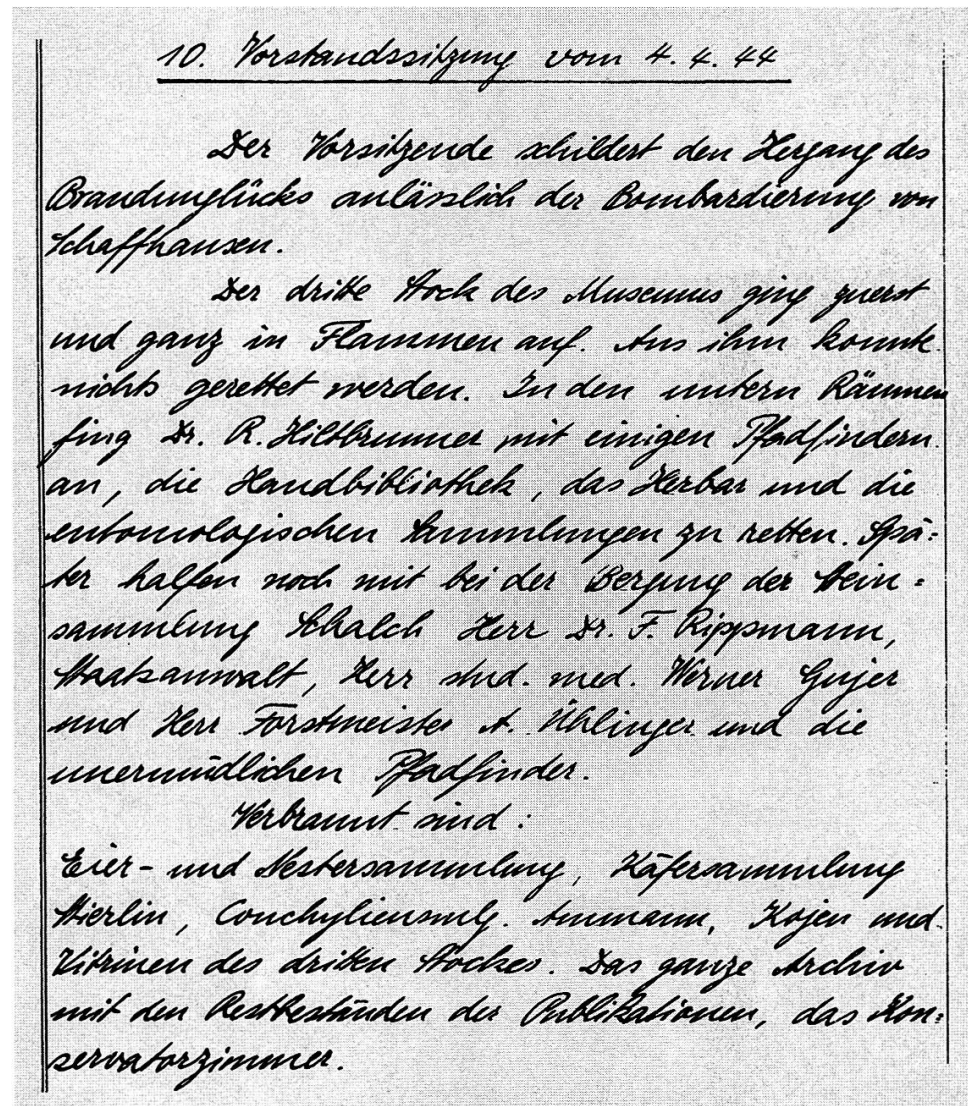 10. Vorstandssitzung vom 4. 4. 44
Der Vorsitzende schildert den Hergang des
Brandunglücks anlässlich der Bombardierung von
Schaffhausen.
Der dritte Stock des Museums ging zuerst
und ganz in Flammen auf. Aus ihm konnte
nichts gerettet werden. In den untern Räumen
fing Dr. R. Hiltbrunner mit einigen Pfadfindern
an, die Handbibliothek, das Herbar und die
entomologischen Sammlungen zu retten. Spä=
ter halfen noch mit bei der Bergung der Stein=
sammlung Schalch Herr Dr. F. Rippmann,
Staatsanwalt, Herr stud. med. Werner Gujer
und Herr Forstmeister A. Uhlinger und die
unermüdlichen Pfadfinder.
Verbrannt sind:
Eier- und Nestersammlung, Käfersammlung
Stierlin, Conchyliensmlg. Ammann, Kojen und
Vitrinen des dritten Stockes. Das ganze Archiv
mit den Restbeständen der Publikationen, das Kon=
servatorzimmer.